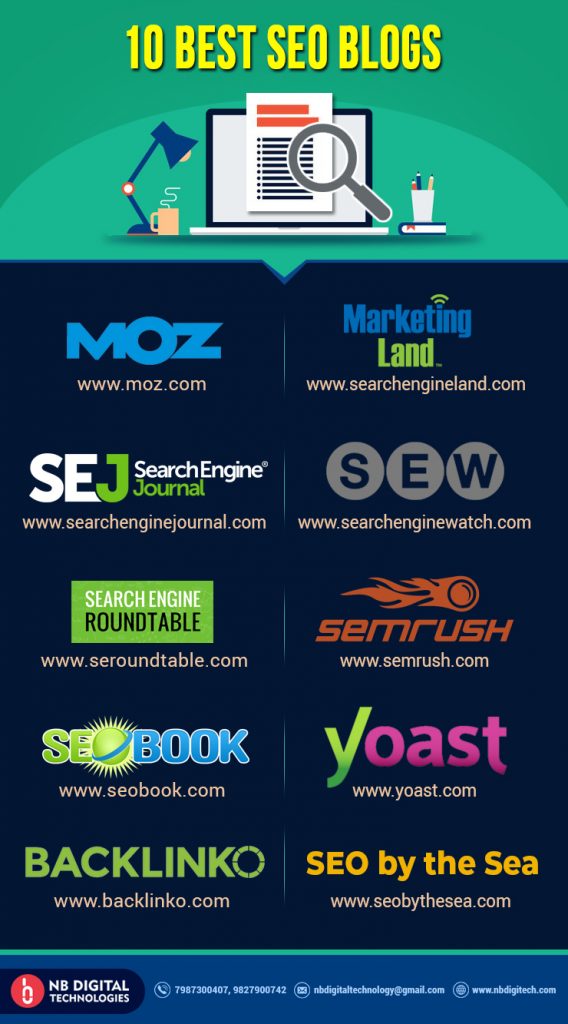 10 BEST SEO BLOGS
MOZ
www.moz.com
Marketing
Land™
www.searchengineland.com
SEJ Search Engine®
Journal
www.searchenginejournal.com
SEW
www.searchenginewatch.com
SEARCH ENGINE
ROUNDTABLE
www.seroundtable.com
SEMRUSH
www.semrush.com
SEOBOOK
www.seobook.com
yoast
www.yoast.com
BACKLINKO
www.backlinko.com
SEO by the Sea
www.seobythesea.com
NB DIGITAL
TECHNOLOGIES
7987300407, 9827900742
nbdigitaltechnology@gmail.com
www.nbdigitech.com